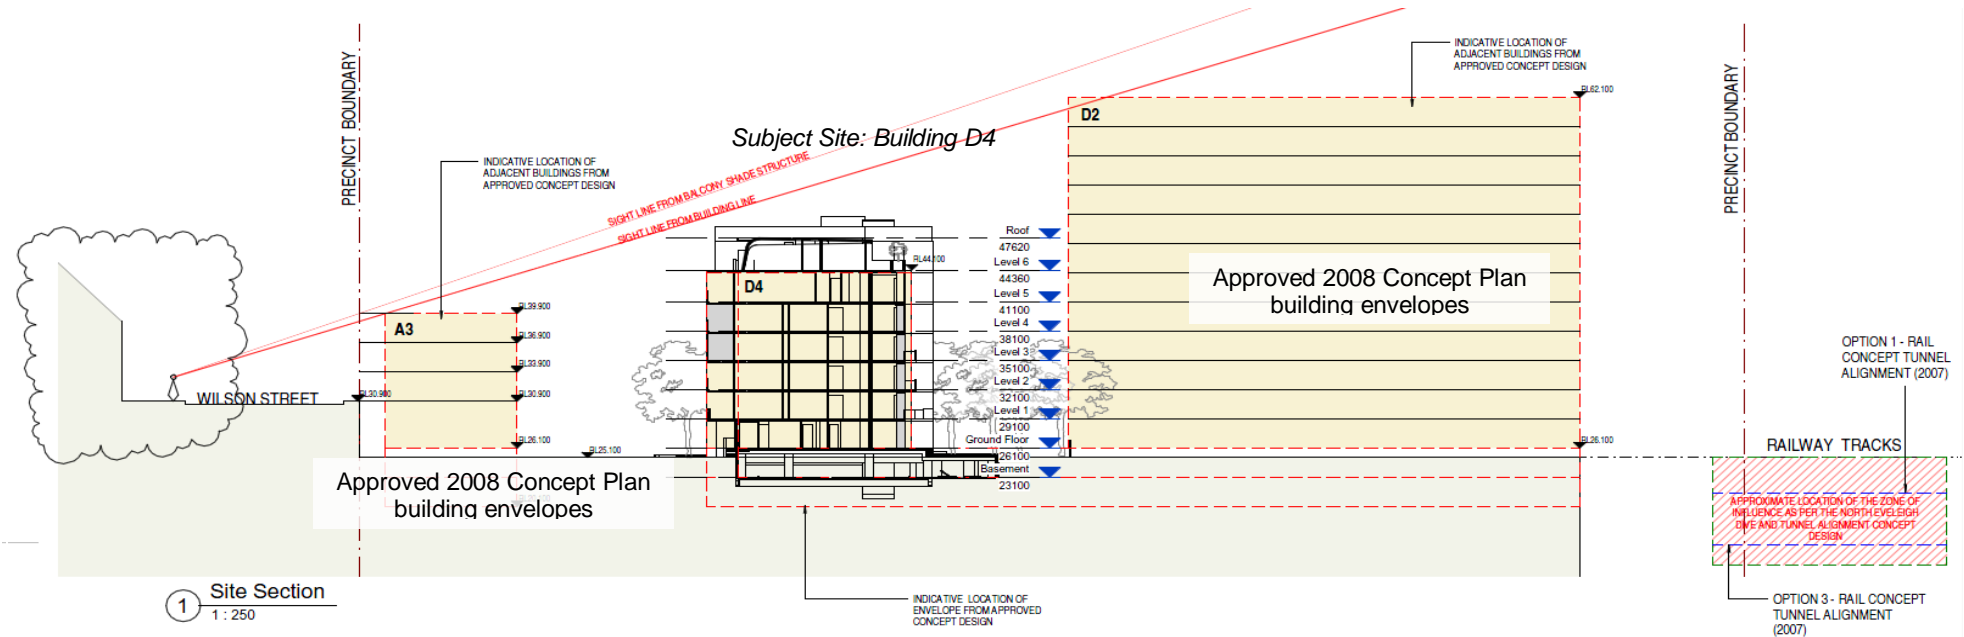 PRECINCT BOUNDARY
INDICATIVE LOCATION OF
ADJACENT BUILDINGS FROM
APPROVED CONCEPT DESIGN
Subject Site: Building D4
SIGHT LINE FROM BALCONY SHADE STRUCTURE
SIGHT LINE FROM BUILDING LINE
INDICATIVE LOCATION OF
ADJACENT BUILDINGS FROM
APPROVED CONCEPT DESIGN
PRECINCT BOUNDARY
RL62.100
D2
Approved 2008 Concept Plan
building envelopes
Roof
47620
Level 6
44360
Level 5
41100
Level 4
38100
Level 3
35100
Level 2
32100
Level 1
29100
Ground Floor
26100
Basement
23100
RL44.100
D4
A3
RL39.900
RL36.900
RL33.900
RL30.900
RL26.100
WILSON STREET
RL30.900
RL25.100
RL26.100
Approved 2008 Concept Plan
building envelopes
OPTION 1 - RAIL
CONCEPT TUNNEL
ALIGNMENT (2007)
RAILWAY TRACKS
APPROXIMATE LOCATION OF THE ZONE OF
INFLUENCE AS PER THE NORTH EVELEIGH
DIVE AND TUNNEL ALIGNMENT CONCEPT
DESIGN
OPTION 3 - RAIL CONCEPT
TUNNEL ALIGNMENT
(2007)
INDICATIVE LOCATION OF
ENVELOPE FROM APPROVED
CONCEPT DESIGN
1
Site Section
1 : 250